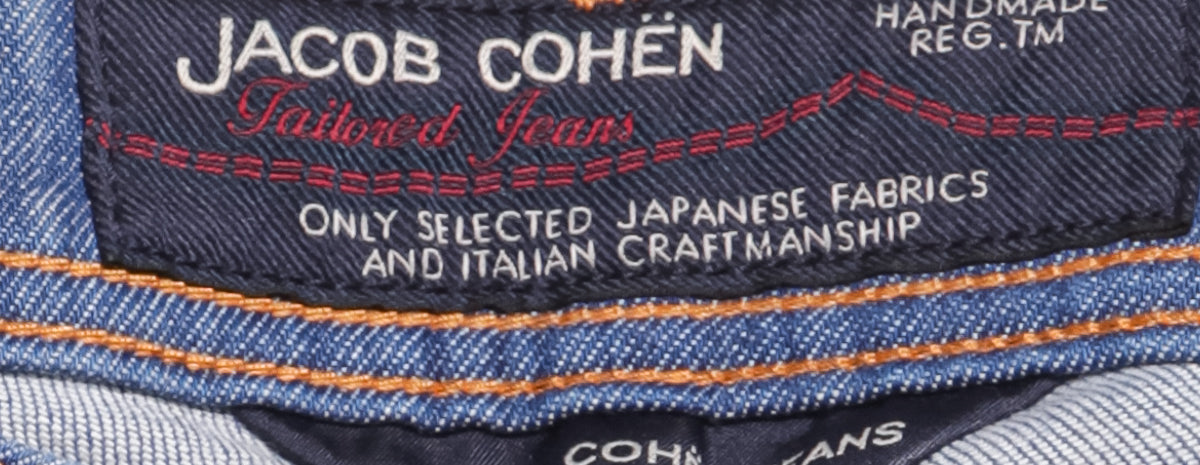 JACOB COHËN
HANDMADE
REG.TM
Tailored Jeans
ONLY SELECTED JAPANESE FABRICS
AND ITALIAN CRAFTMANSHIP